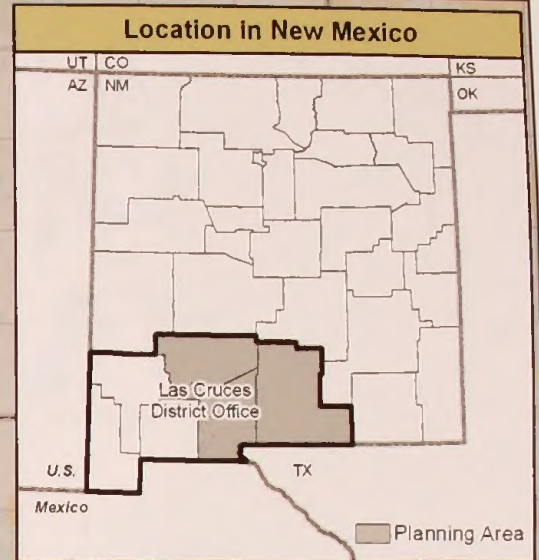 Location in New Mexico
UT CO
KS
AZ NM
OK
Las Cruces
District Office
U.S.
TX
Mexico
Planning Area